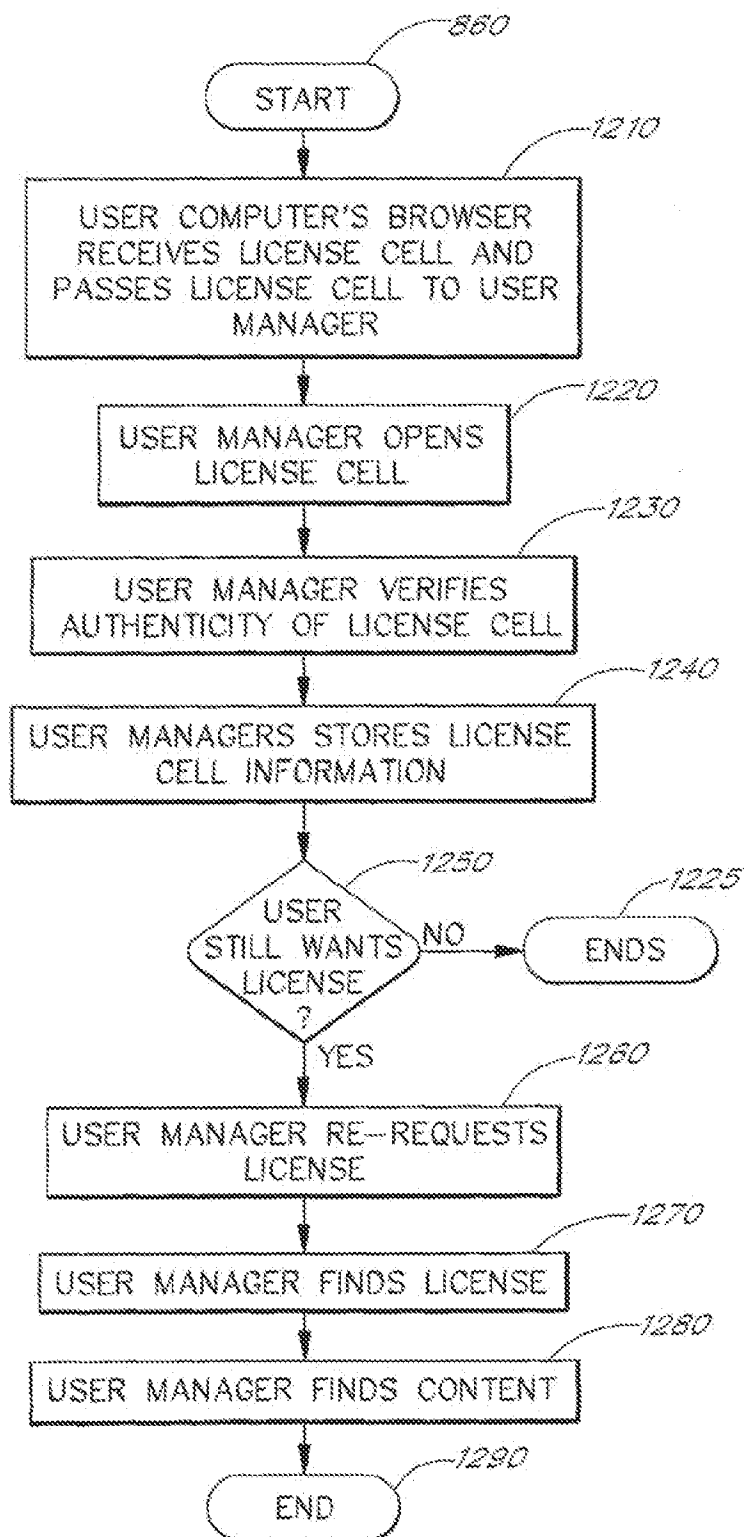 860
START
1210
USER COMPUTER'S BROWSER
RECEIVES LICENSE CELL AND
PASSES LICENSE CELL TO USER
MANAGER
1220
USER MANAGER OPENS
LICENSE CELL
1230
USER MANAGER VERIFIES
AUTHENTICITY OF LICENSE CELL
1240
USER MANAGERS STORES LICENSE
CELL INFORMATION
1250
USER
STILL WANTS
LICENSE
?
NO
1225
ENDS
YES
1260
USER MANAGER RE-REQUESTS
LICENSE
1270
USER MANAGER FINDS LICENSE
1280
USER MANAGER FINDS CONTENT
1290
END